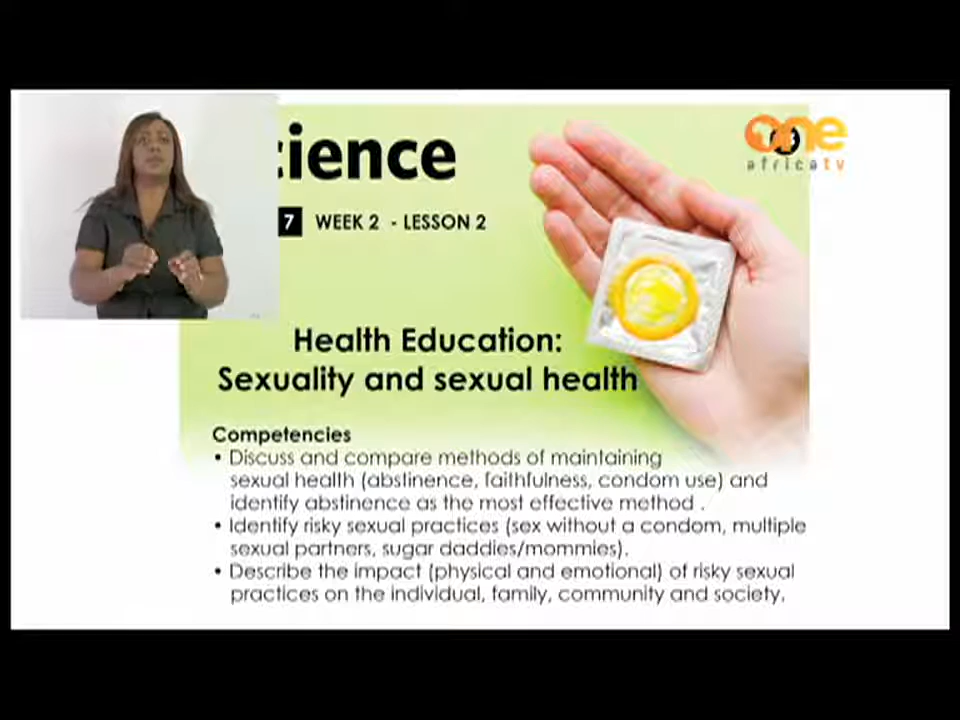 cience
7 WEEK 2 - LESSON 2
one
africa tv
Health Education:
Sexuality and sexual health
Competencies
• Discuss and compare methods of maintaining
sexual health (abstinence, faithfulness, condom use) and
identify abstinence as the most effective method .
• Identify risky sexual practices (sex without a condom, multiple
sexual partners, sugar daddies/mommies).
• Describe the impact (physical and emotional) of risky sexual
practices on the individual, family, community and society.